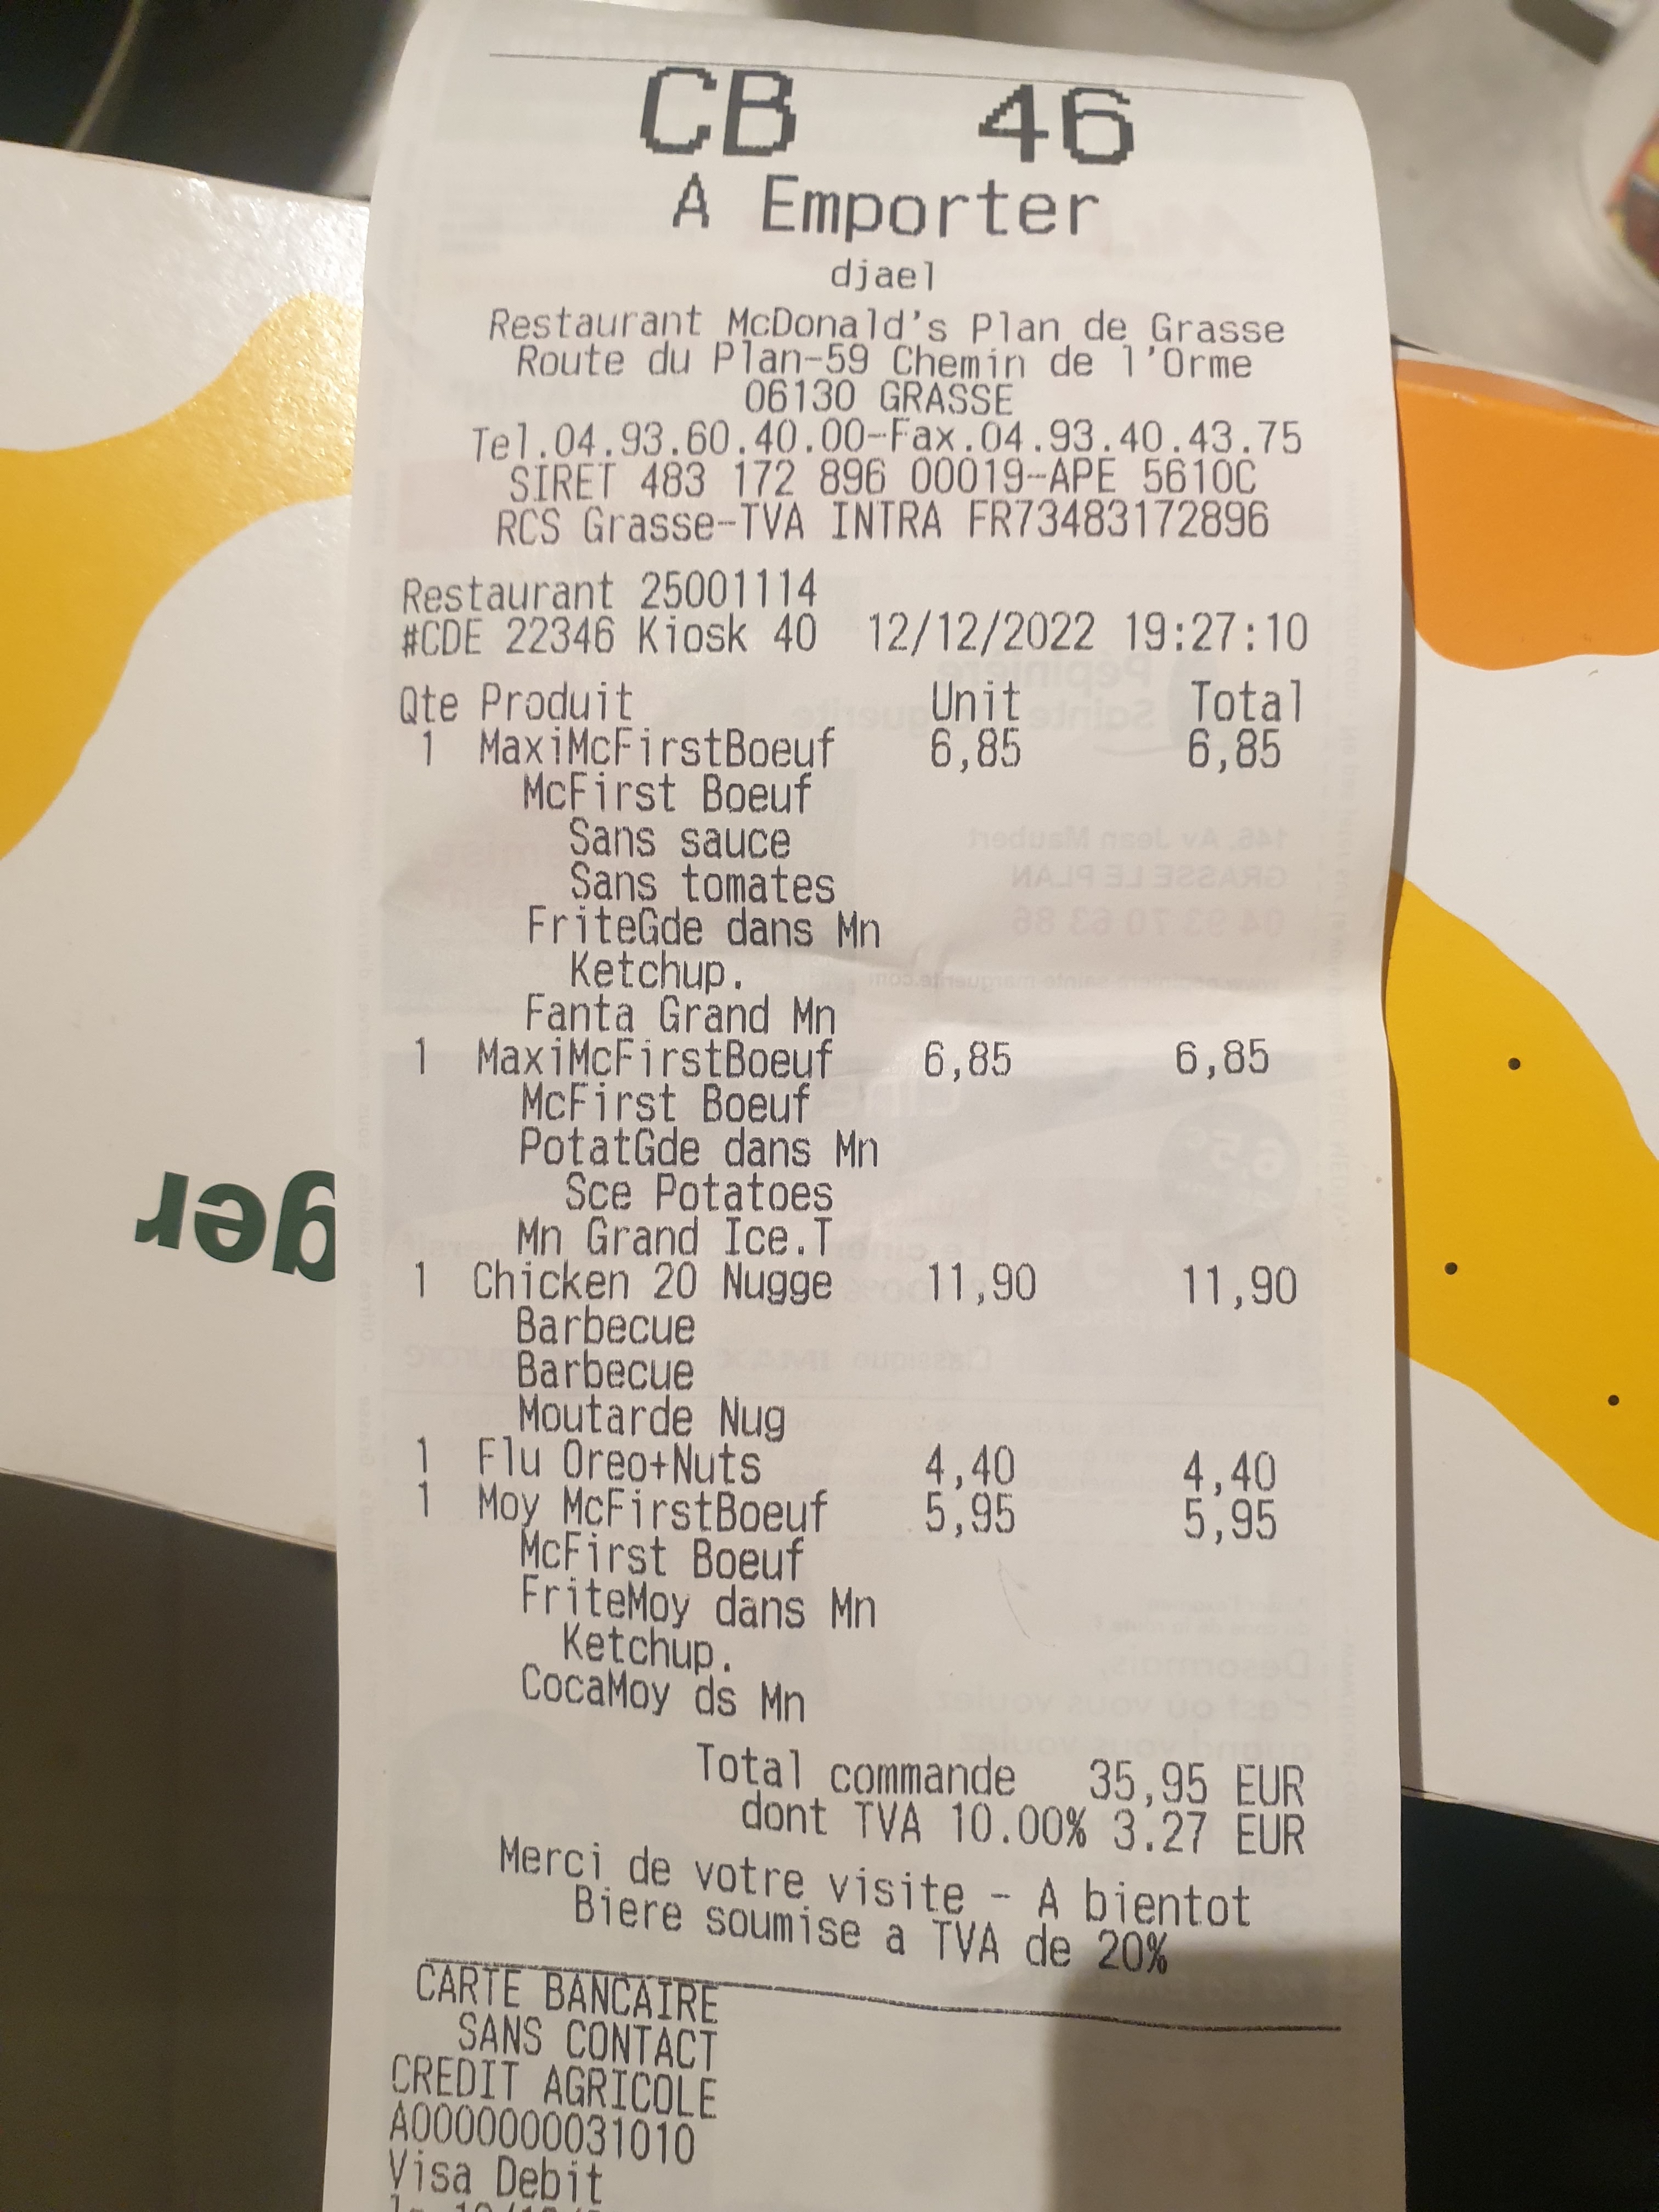 CB 46
A Emporter
djael
Restaurant McDonald's Plan de Grasse
Route du Plan-59 Chemin de l'Orme
06130 GRASSE
Tel.04.93.60.40.00-Fax.04.93.40.43.75
SIRET 483 172 896 00019-APE 5610C
RCS Grasse-TVA INTRA FR73483172896
Restaurant 25001114
#CDE 22346 Kiosk 40 12/12/2022 19:27:10
Qte Produit Unit Total
1 MaxiMcFirstBoeuf 6,85 6,85
McFirst Boeuf
Sans sauce
Sans tomates
FriteGde dans Mn
Ketchup.
Fanta Grand Mn
1 MaxiMcFirstBoeuf 6,85 6,85
McFirst Boeuf
PotatGde dans Mn
Sce Potatoes
Mn Grand Ice.T
1 Chicken 20 Nugge 11,90 11,90
Barbecue
Barbecue
Moutarde Nug
1 Flu Oreo+Nuts 4,40 4,40
1 Moy McFirstBoeuf 5,95 5,95
McFirst Boeuf
FriteMoy dans Mn
Ketchup.
CocaMoy ds Mn
Total commande 35,95 EUR
dont TVA 10.00% 3.27 EUR
Merci de votre visite - A bientot
Biere soumise a TVA de 20%
CARTE BANCAIRE
SANS CONTACT
CREDIT AGRICOLE
A0000000031010
Visa Debit
ger